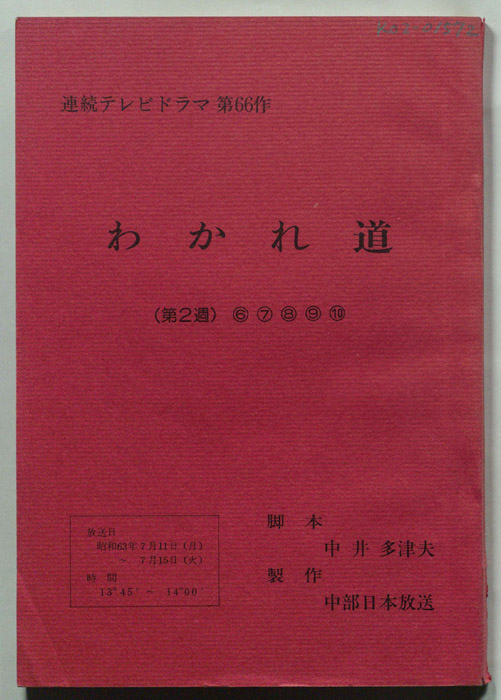 連続テレビドラマ 第66作
わかれ道
(第2週) ⑥⑦⑧⑨⑩
放送日
昭和63年7月11日(月)
~ 7月15日(火)
時間
13°45′~ 14°00
脚本
中井 多津夫
製作
中部日本放送